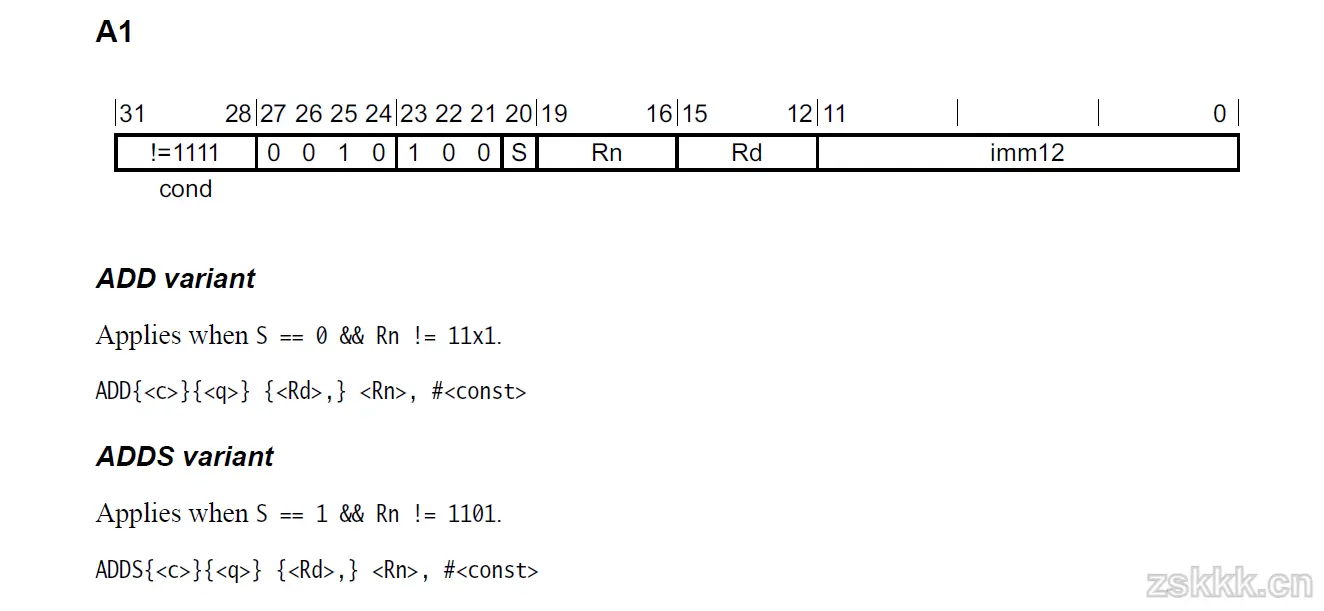 A1
31 28 27 26 25 24 23 22 21 20 19 16 15 12 11 0
!=1111 0 0 1 0 1 0 0 S Rn Rd imm12
cond
ADD variant
Applies when S == 0 && Rn != 11x1.
ADD{<c>}{<q>} {<Rd>,} <Rn>, #<const>
ADDS variant
Applies when S == 1 && Rn != 1101.
ADDS{<c>}{<q>} {<Rd>,} <Rn>, #<const>
zskkk.cn